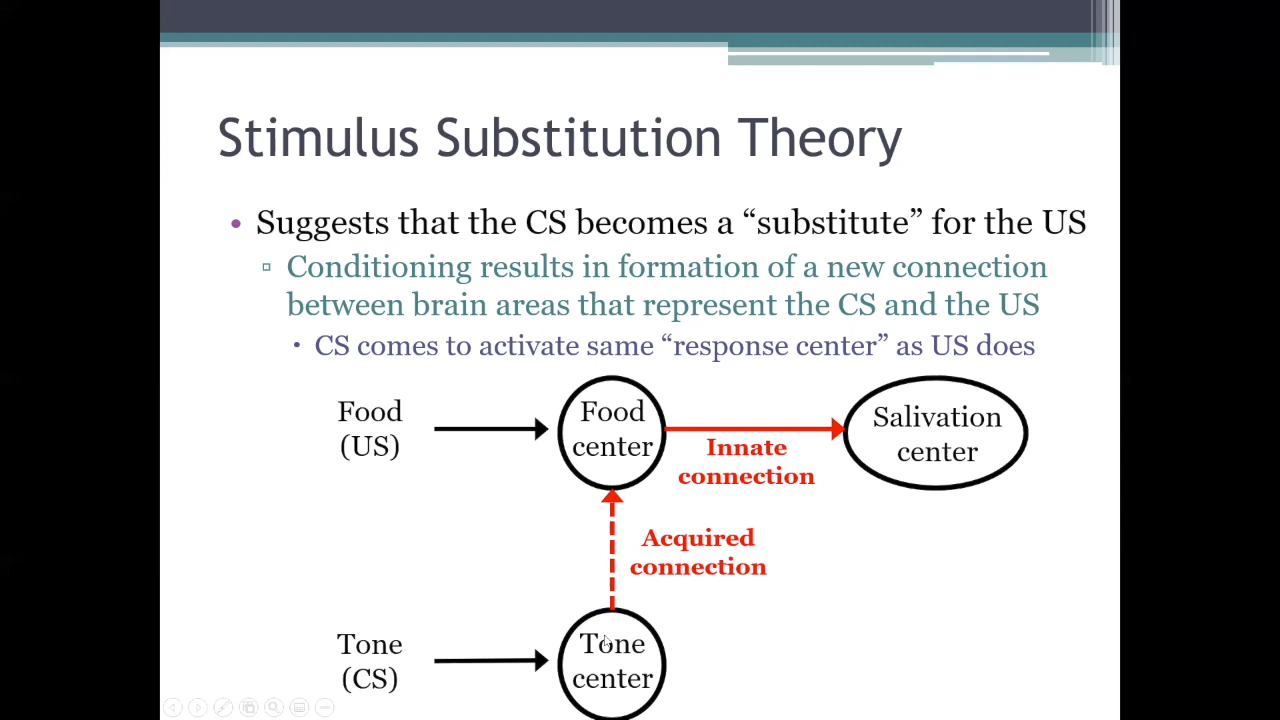 Stimulus Substitution Theory
• Suggests that the CS becomes a “substitute” for the US
▫ Conditioning results in formation of a new connection
between brain areas that represent the CS and the US
• CS comes to activate same “response center” as US does
Food
(US)
Food
center
Innate
connection
Salivation
center
Acquired
connection
Tone
(CS)
Tone
center